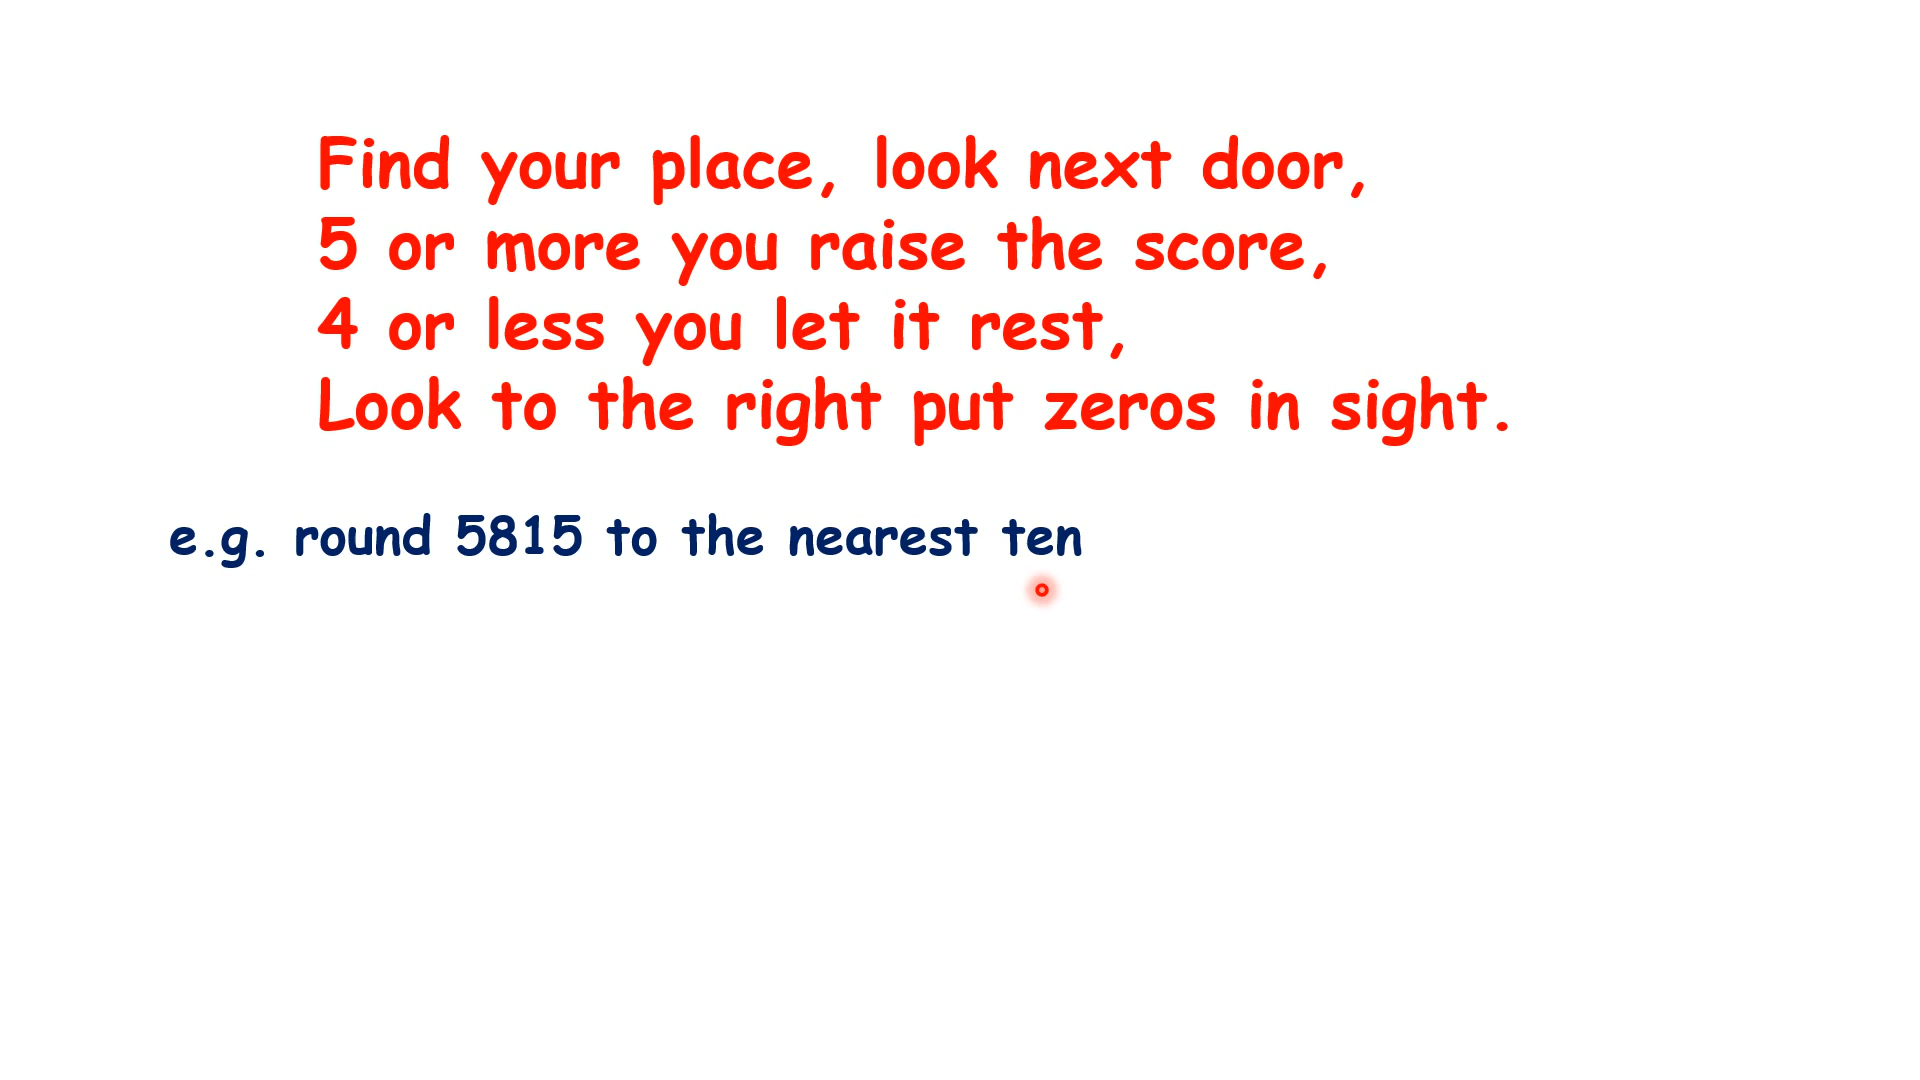 Find your place, look next door,
5 or more you raise the score,
4 or less you let it rest,
Look to the right put zeros in sight.
e.g. round 5815 to the nearest ten